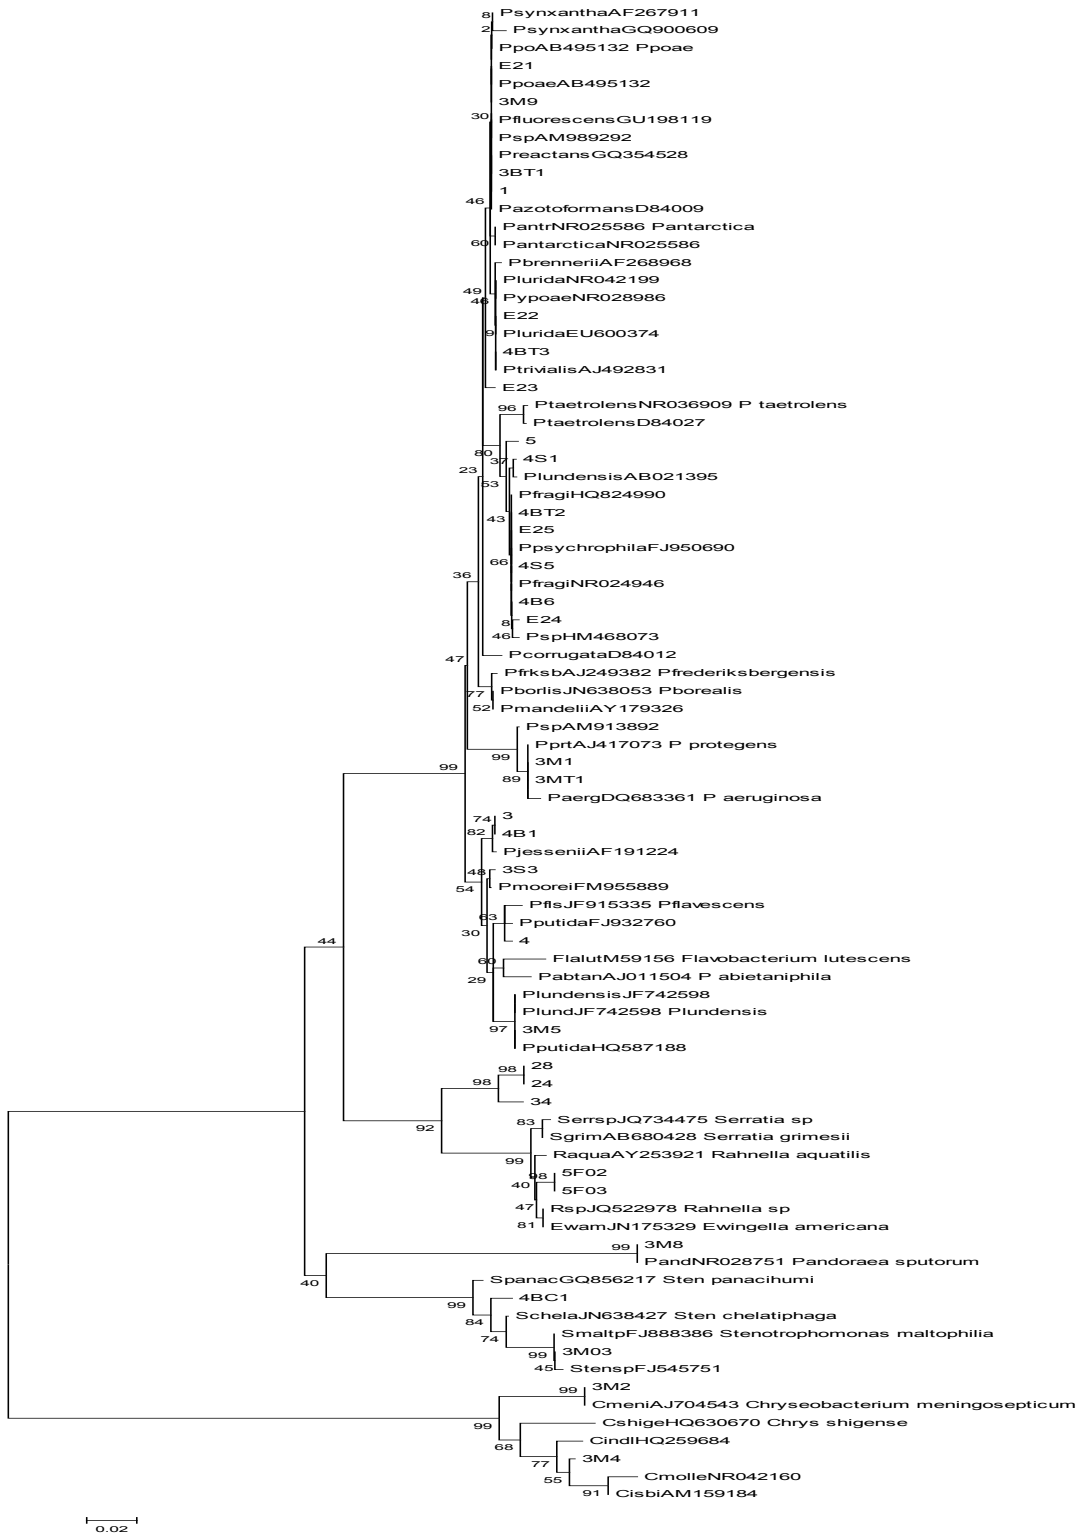 PsynxanthaAF267911
8
PsynxanthaGQ900609
2
PpoAB495132 Ppoae
E21
PpoaeAB495132
3M9
30
PfluorescensGU198119
PspAM989292
PreactansGQ354528
3BT1
1
46
PazotoformansD84009
PantrNR025586 Pantarctica
60
PantarcticaNR025586
PbrenneriiAF268968
PluridaNR042199
49
46
PypoaeNR028986
E22
9
PluridaEU600374
4BT3
PtrivialisAJ492831
E23
96
PtaetrolensNR036909 P taetrolens
PtaetrolensD84027
5
80
37
4S1
23
53
PlundensisAB021395
PfragiHQ824990
43
4BT2
E25
PpsychrophilaFJ950690
66
4S5
36
PfragiNR024946
4B6
8
E24
46
PspHM468073
47
PcorrugataD84012
PfrksbAJ249382 Pfrederiksbergensis
77
PborlisJN638053 Pborealis
52
PmandeliiAY179326
PspAM913892
PprtAJ417073 P protegens
99
99
3M1
89
3MT1
PaergDQ683361 P aeruginosa
74
3
82
4B1
PjesseniiAF191224
48
3S3
54
PmooreiFM955889
PflsJF915335 Pflavescens
63
PputidaFJ932760
30
44
4
60
FlalutM59156 Flavobacterium lutescens
29
PabtanAJ011504 P abietaniphila
PlundensisJF742598
PlundJF742598 Plundensis
97
3M5
PputidaHQ587188
98
28
98
24
34
83
SerrspJQ734475 Serratia sp
92
SgrimAB680428 Serratia grimesii
99
RaquaAY253921 Rahnella aquatilis
98
5F02
40
5F03
47
RspJQ522978 Rahnella sp
81
EwamJN175329 Ewingella americana
99
3M8
PandNR028751 Pandoraea sputorum
40
SpanacGQ856217 Sten panacihumi
99
4BC1
84
SchelaJN638427 Sten chelatiphaga
74
SmaltpFJ888386 Stenotrophomonas maltophilia
99
3M03
45
StenspFJ545751
99
3M2
CmeniAJ704543 Chryseobacterium meningosepticum
99
CshigeHQ630670 Chrys shigense
68
CindlHQ259684
77
3M4
55
CmolleNR042160
91
CisbiAM159184
0.02